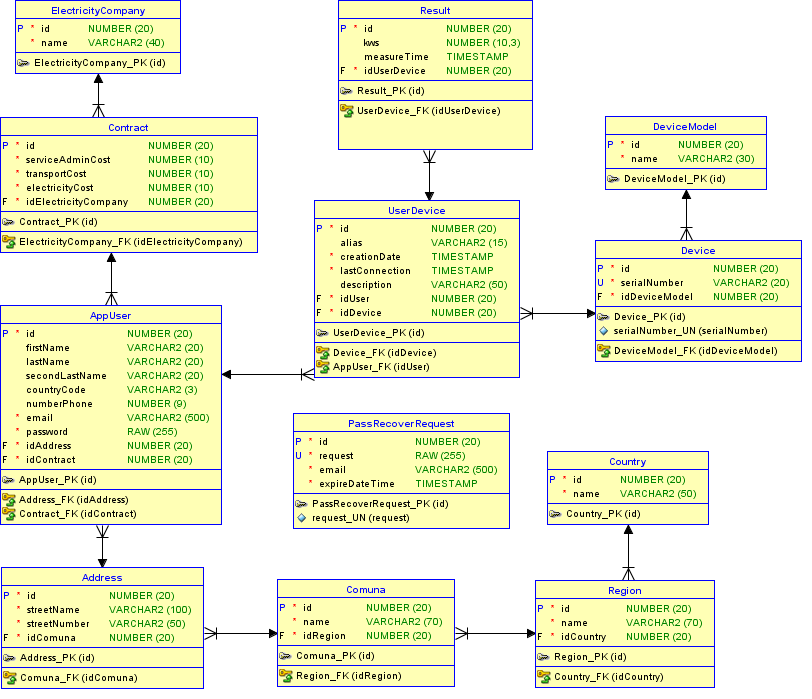 ElectricityCompany
P * id NUMBER (20)
* name VARCHAR2 (40)
ElectricityCompany_PK (id)
Result
P * id NUMBER (20)
kws NUMBER (10,3)
measureTime TIMESTAMP
F * idUserDevice NUMBER (20)
Result_PK (id)
UserDevice_FK (idUserDevice)
Contract
P * id NUMBER (20)
* serviceAdminCost NUMBER (10)
* transportCost NUMBER (10)
* electricityCost NUMBER (10)
F * idElectricityCompany NUMBER (20)
Contract_PK (id)
ElectricityCompany_FK (idElectricityCompany)
DeviceModel
P * id NUMBER (20)
* name VARCHAR2 (30)
DeviceModel_PK (id)
UserDevice
P * id NUMBER (20)
alias VARCHAR2 (15)
* creationDate TIMESTAMP
* lastConnection TIMESTAMP
description VARCHAR2 (50)
F * idUser NUMBER (20)
F * idDevice NUMBER (20)
UserDevice_PK (id)
Device_FK (idDevice)
AppUser_FK (idUser)
Device
P * id NUMBER (20)
U * serialNumber VARCHAR2 (20)
F * idDeviceModel NUMBER (20)
Device_PK (id)
serialNumber_UN (serialNumber)
DeviceModel_FK (idDeviceModel)
AppUser
P * id NUMBER (20)
firstName VARCHAR2 (20)
lastName VARCHAR2 (20)
secondLastName VARCHAR2 (20)
countryCode VARCHAR2 (3)
numberPhone NUMBER (9)
* email VARCHAR2 (500)
* password RAW (255)
F * idAddress NUMBER (20)
F * idContract NUMBER (20)
AppUser_PK (id)
Address_FK (idAddress)
Contract_FK (idContract)
PassRecoverRequest
P * id NUMBER (20)
U * request RAW (255)
* email VARCHAR2 (500)
* expireDateTime TIMESTAMP
PassRecoverRequest_PK (id)
request_UN (request)
Country
P * id NUMBER (20)
* name VARCHAR2 (50)
Country_PK (id)
Address
P * id NUMBER (20)
* streetName VARCHAR2 (100)
* streetNumber VARCHAR2 (50)
F * idComuna NUMBER (20)
Address_PK (id)
Comuna_FK (idComuna)
Comuna
P * id NUMBER (20)
* name VARCHAR2 (70)
F * idRegion NUMBER (20)
Comuna_PK (id)
Region_FK (idRegion)
Region
P * id NUMBER (20)
* name VARCHAR2 (70)
F * idCountry NUMBER (20)
Region_PK (id)
Country_FK (idCountry)